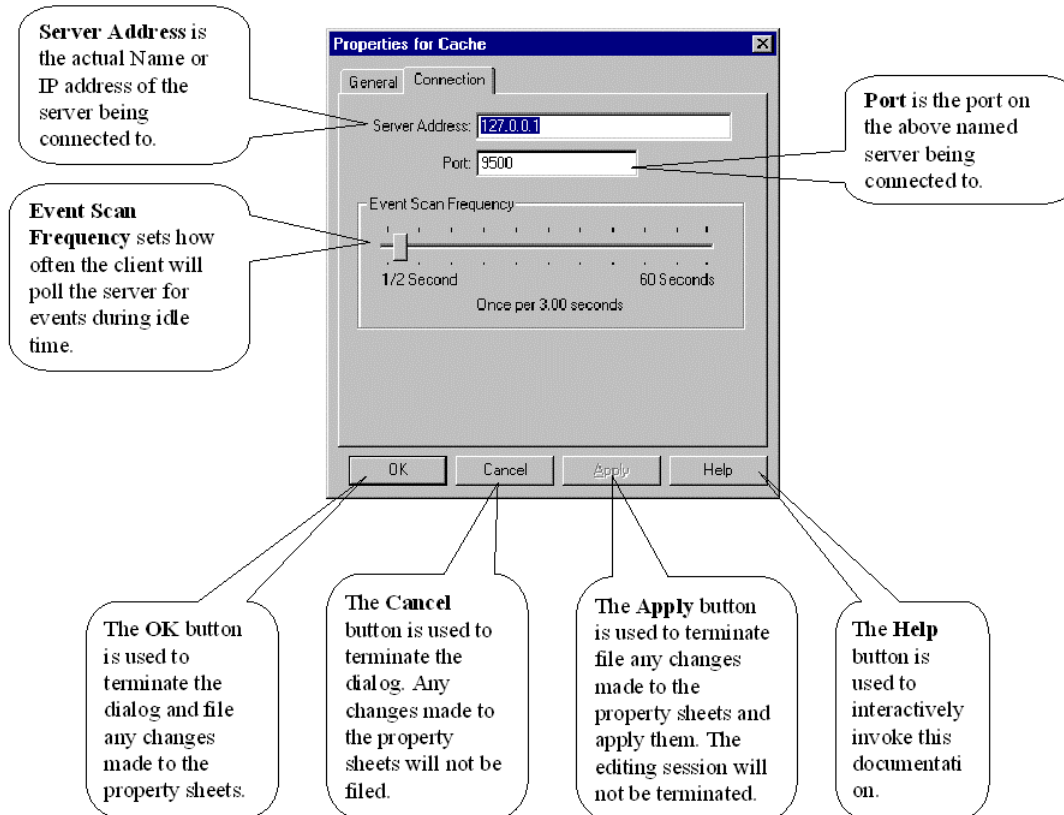 Server Address is
the actual Name or
IP address of the
server being
connected to.
Properties for Cache
General Connection
Server Address: 127.0.0.1
Port: 9500
Port is the port on
the above named
server being
connected to.
Event Scan
Frequency sets how
often the client will
poll the server for
events during idle
time.
Event Scan Frequency
1/2 Second 60 Seconds
Once per 3.00 seconds
OK Cancel Apply Help
The OK button
is used to
terminate the
dialog and file
any changes
made to the
property sheets.
The Cancel
button is used to
terminate the
dialog. Any
changes made to
the property
sheets will not be
filed.
The Apply button
is used to terminate
file any changes
made to the
property sheets and
apply them. The
editing session will
not be terminated.
The Help
button is
used to
interactively
invoke this
documentati
on.